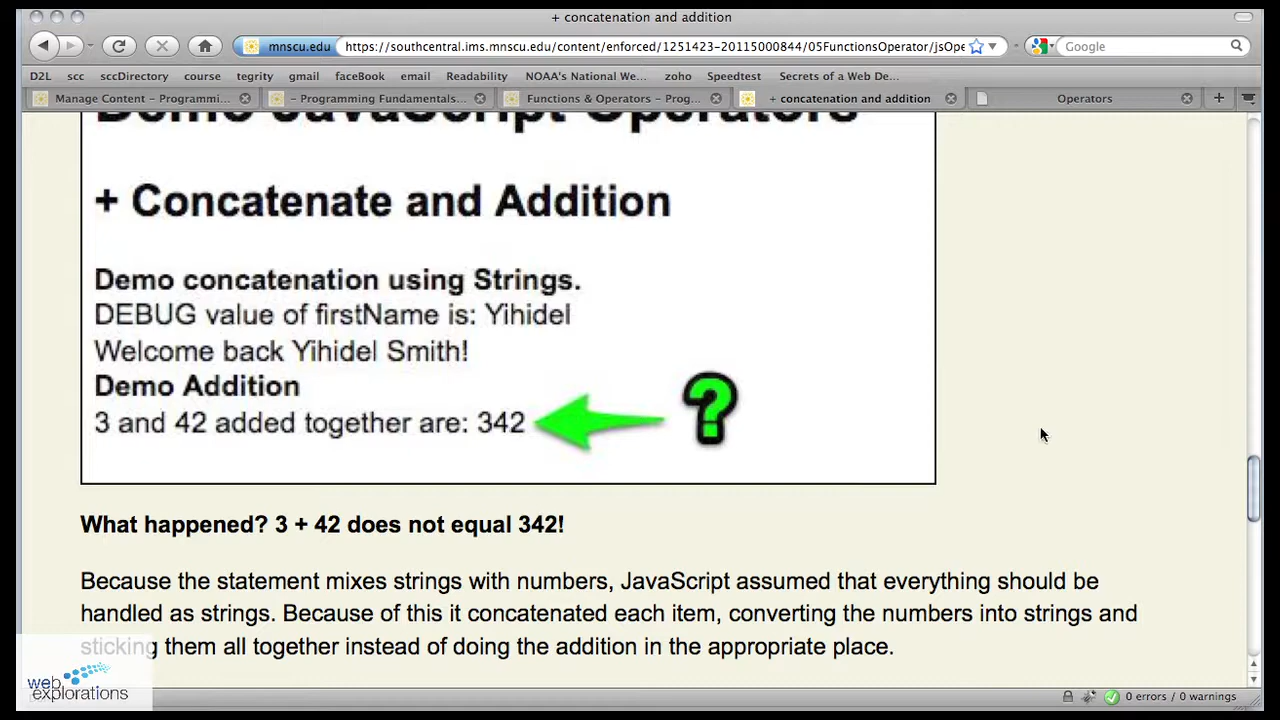 + concatenation and addition
mnscu.edu https://southcentral.ims.mnscu.edu/content/enforced/1251423-20115000844/05FunctionsOperator/jsOpe Google
D2L scc sccDirectory course tegrity gmail faceBook email Readability NOAA's National We... zoho Speedtest Secrets of a Web De...
Manage Content – Programmi... – Programming Fundamentals... Functions & Operators – Prog... + concatenation and addition Operators +
Demo JavaScript Operators
+ Concatenate and Addition
Demo concatenation using Strings.
DEBUG value of firstName is: Yihidel
Welcome back Yihidel Smith!
Demo Addition
3 and 42 added together are: 342 ?
What happened? 3 + 42 does not equal 342!
Because the statement mixes strings with numbers, JavaScript assumed that everything should be
handled as strings. Because of this it concatenated each item, converting the numbers into strings and
sticking them all together instead of doing the addition in the appropriate place.
web
explorations
0 errors / 0 warnings